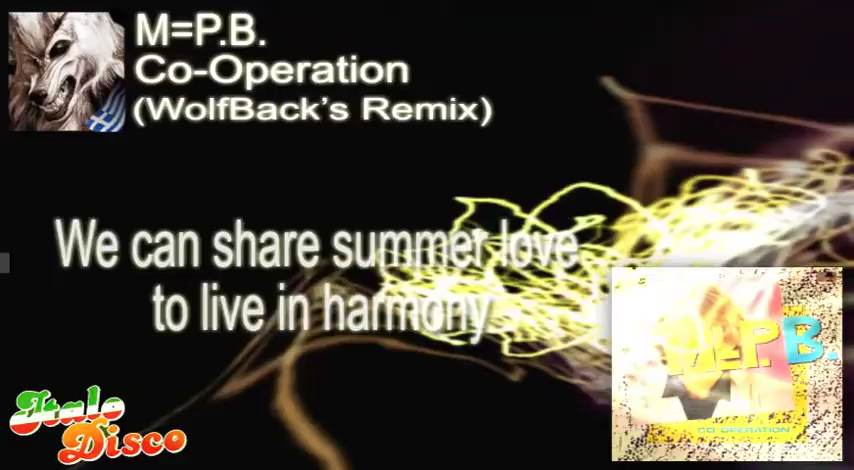 M=P.B.
Co-Operation
(WolfBack's Remix)
We can share summer love
to live in harmony
M=P.B.
CO OPERATION
Italo
Disco